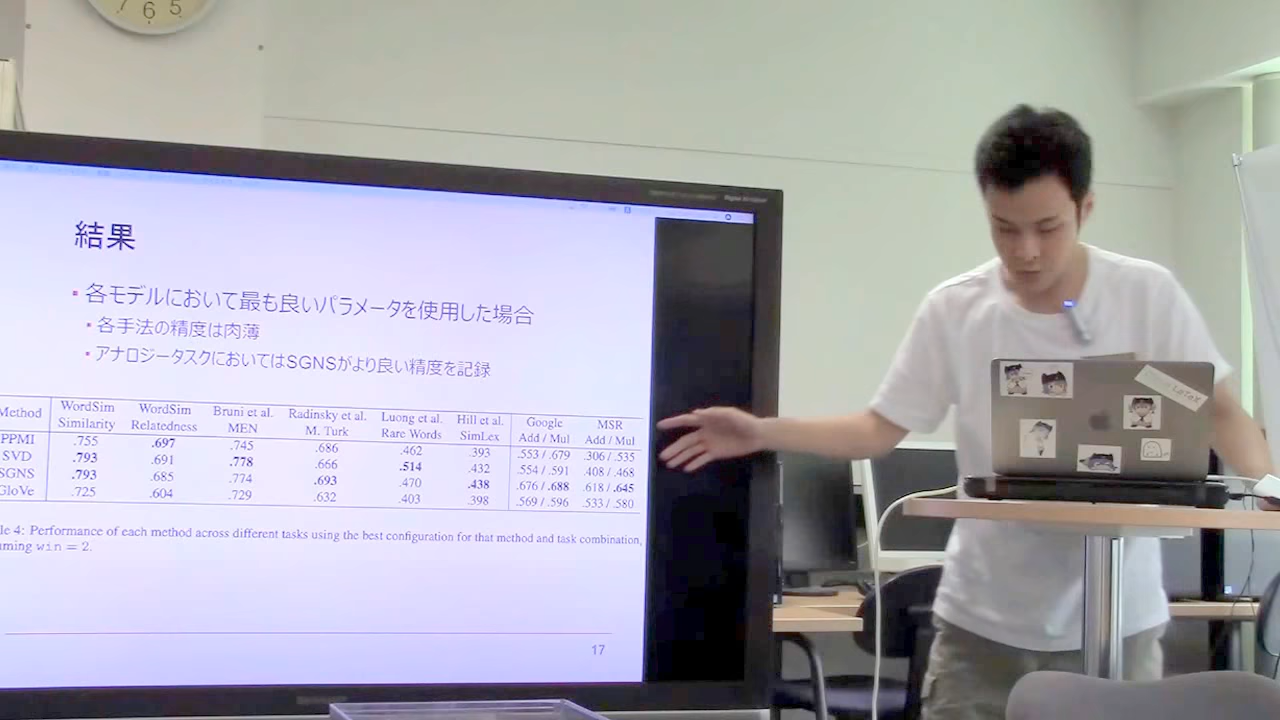 7 6 5
結果
各モデルにおいて最も良いパラメータを使用した場合
各手法の精度は肉薄
アナロジータスクにおいてはSGNSがより良い精度を記録
Method WordSim Similarity WordSim Relatedness Bruni et al. MEN Radinsky et al. M. Turk Luong et al. Rare Words Hill et al. SimLex Google Add / Mul MSR Add / Mul
PPMI .755 .697 .745 .686 .462 .393 .553 / .679 .306 / .535
SVD .793 .691 .778 .666 .514 .432 .554 / .591 .408 / .468
SGNS .793 .685 .774 .693 .470 .438 .676 / .688 .618 / .645
GloVe .725 .604 .729 .632 .403 .398 .569 / .596 .533 / .580
le 4: Performance of each method across different tasks using the best configuration for that method and task combination,
ming win = 2.
17
LaTeX